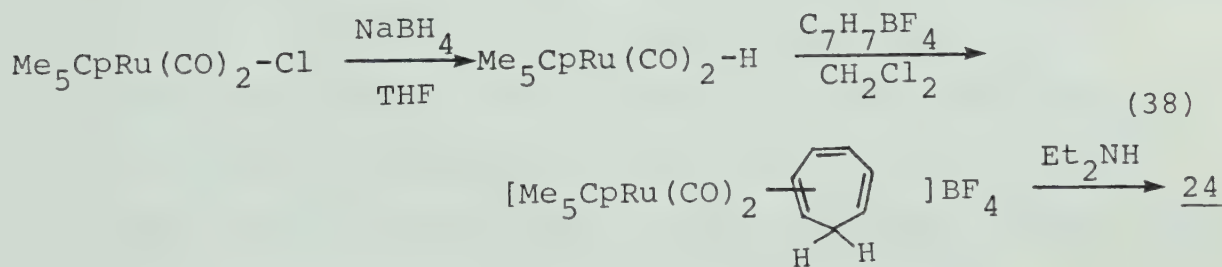 Me₅CpRu(CO)₂-Cl NaBH₄ THF Me₅CpRu(CO)₂-H C₇H₇BF₄ CH₂Cl₂
(38)
[Me₅CpRu(CO)₂ H H ]BF₄ Et₂NH 24